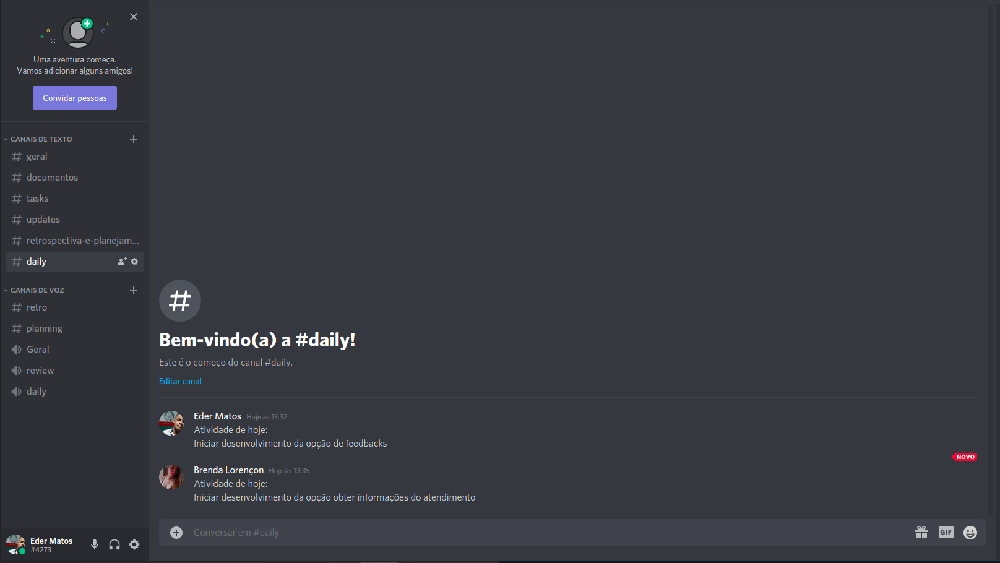 Uma aventura começa.
Vamos adicionar alguns amigos!
Convidar pessoas
CANAIS DE TEXTO
geral
documentos
tasks
updates
retrospectiva-e-planejam...
daily
CANAIS DE VOZ
retro
planning
Geral
review
daily
Eder Matos
#4273
Bem-vindo(a) a #daily!
Este é o começo do canal #daily.
Editar canal
Eder Matos Hoje às 13:32
Atividade de hoje:
Iniciar desenvolvimento da opção de feedbacks
NOVO
Brenda Lorençon Hoje às 13:35
Atividade de hoje:
Iniciar desenvolvimento da opção obter informações do atendimento
Conversar em #daily
GIF